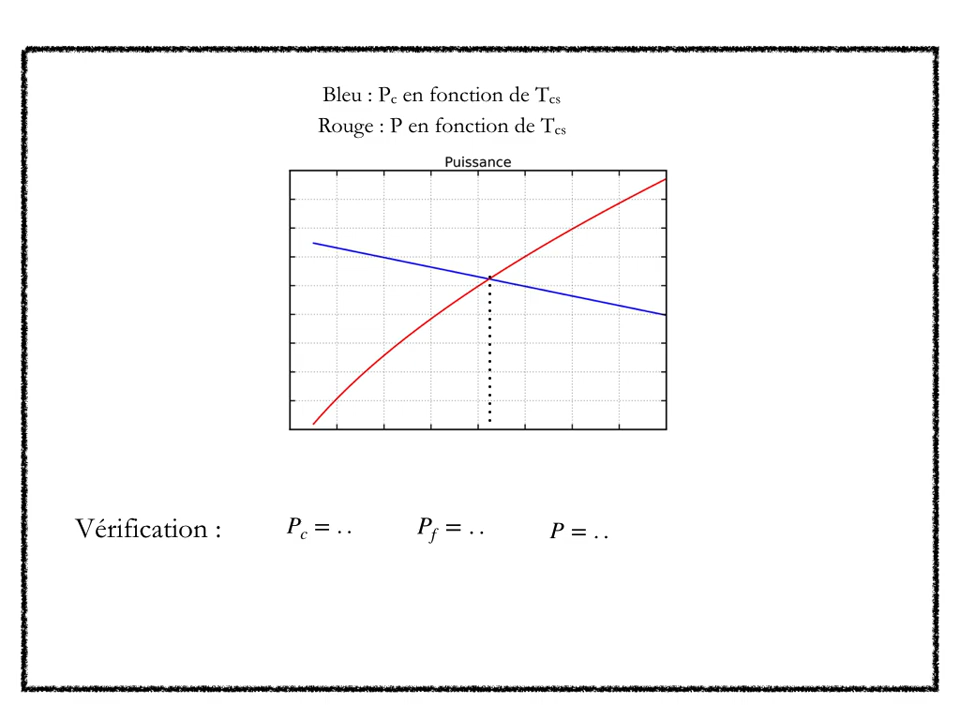 Bleu : Pc en fonction de Tcs
Rouge : P en fonction de Tcs
Puissance
Vérification : Pc = . . Pf = . . P = . .